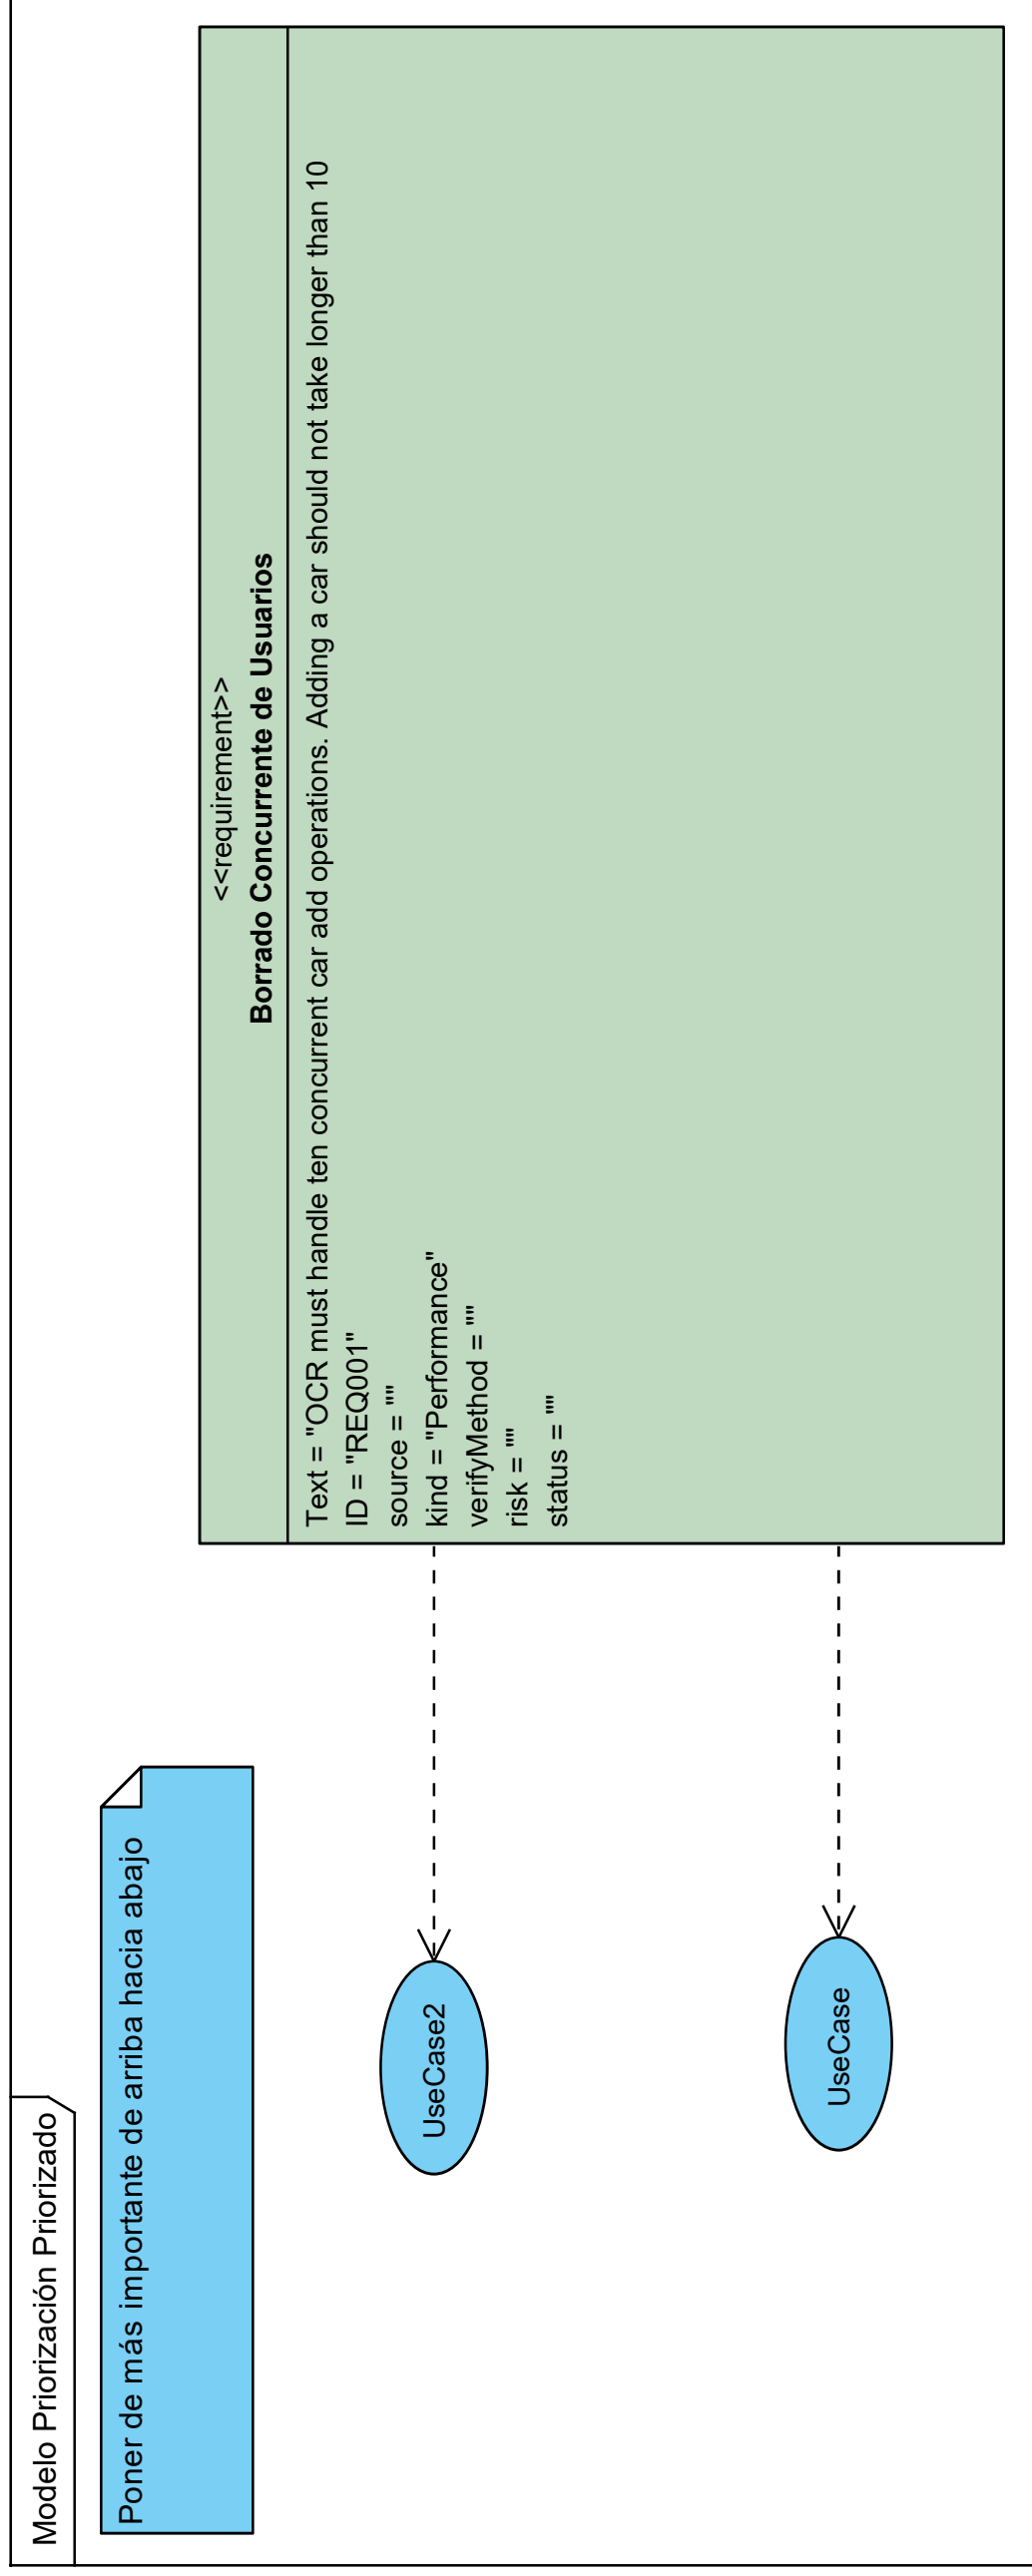 Modelo Priorización Priorizado
Poner de más importante de arriba hacia abajo
<<requirement>>
Borrado Concurrente de Usuarios
Text = "OCR must handle ten concurrent car add operations. Adding a car should not take longer than 10
ID = "REQ001"
source = ""
kind = "Performance"
verifyMethod = ""
risk = ""
status = ""
UseCase2
UseCase